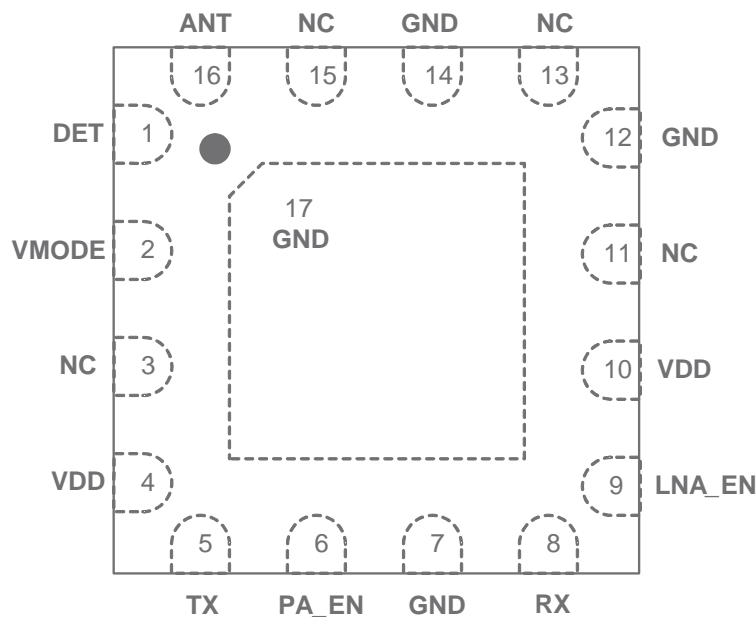 ANT NC GND NC
16 15 14 13
DET 1 12 GND
17
GND
VMODE 2 11 NC
NC 3 10 VDD
VDD 4 9 LNA_EN
5 6 7 8
TX PA_EN GND RX